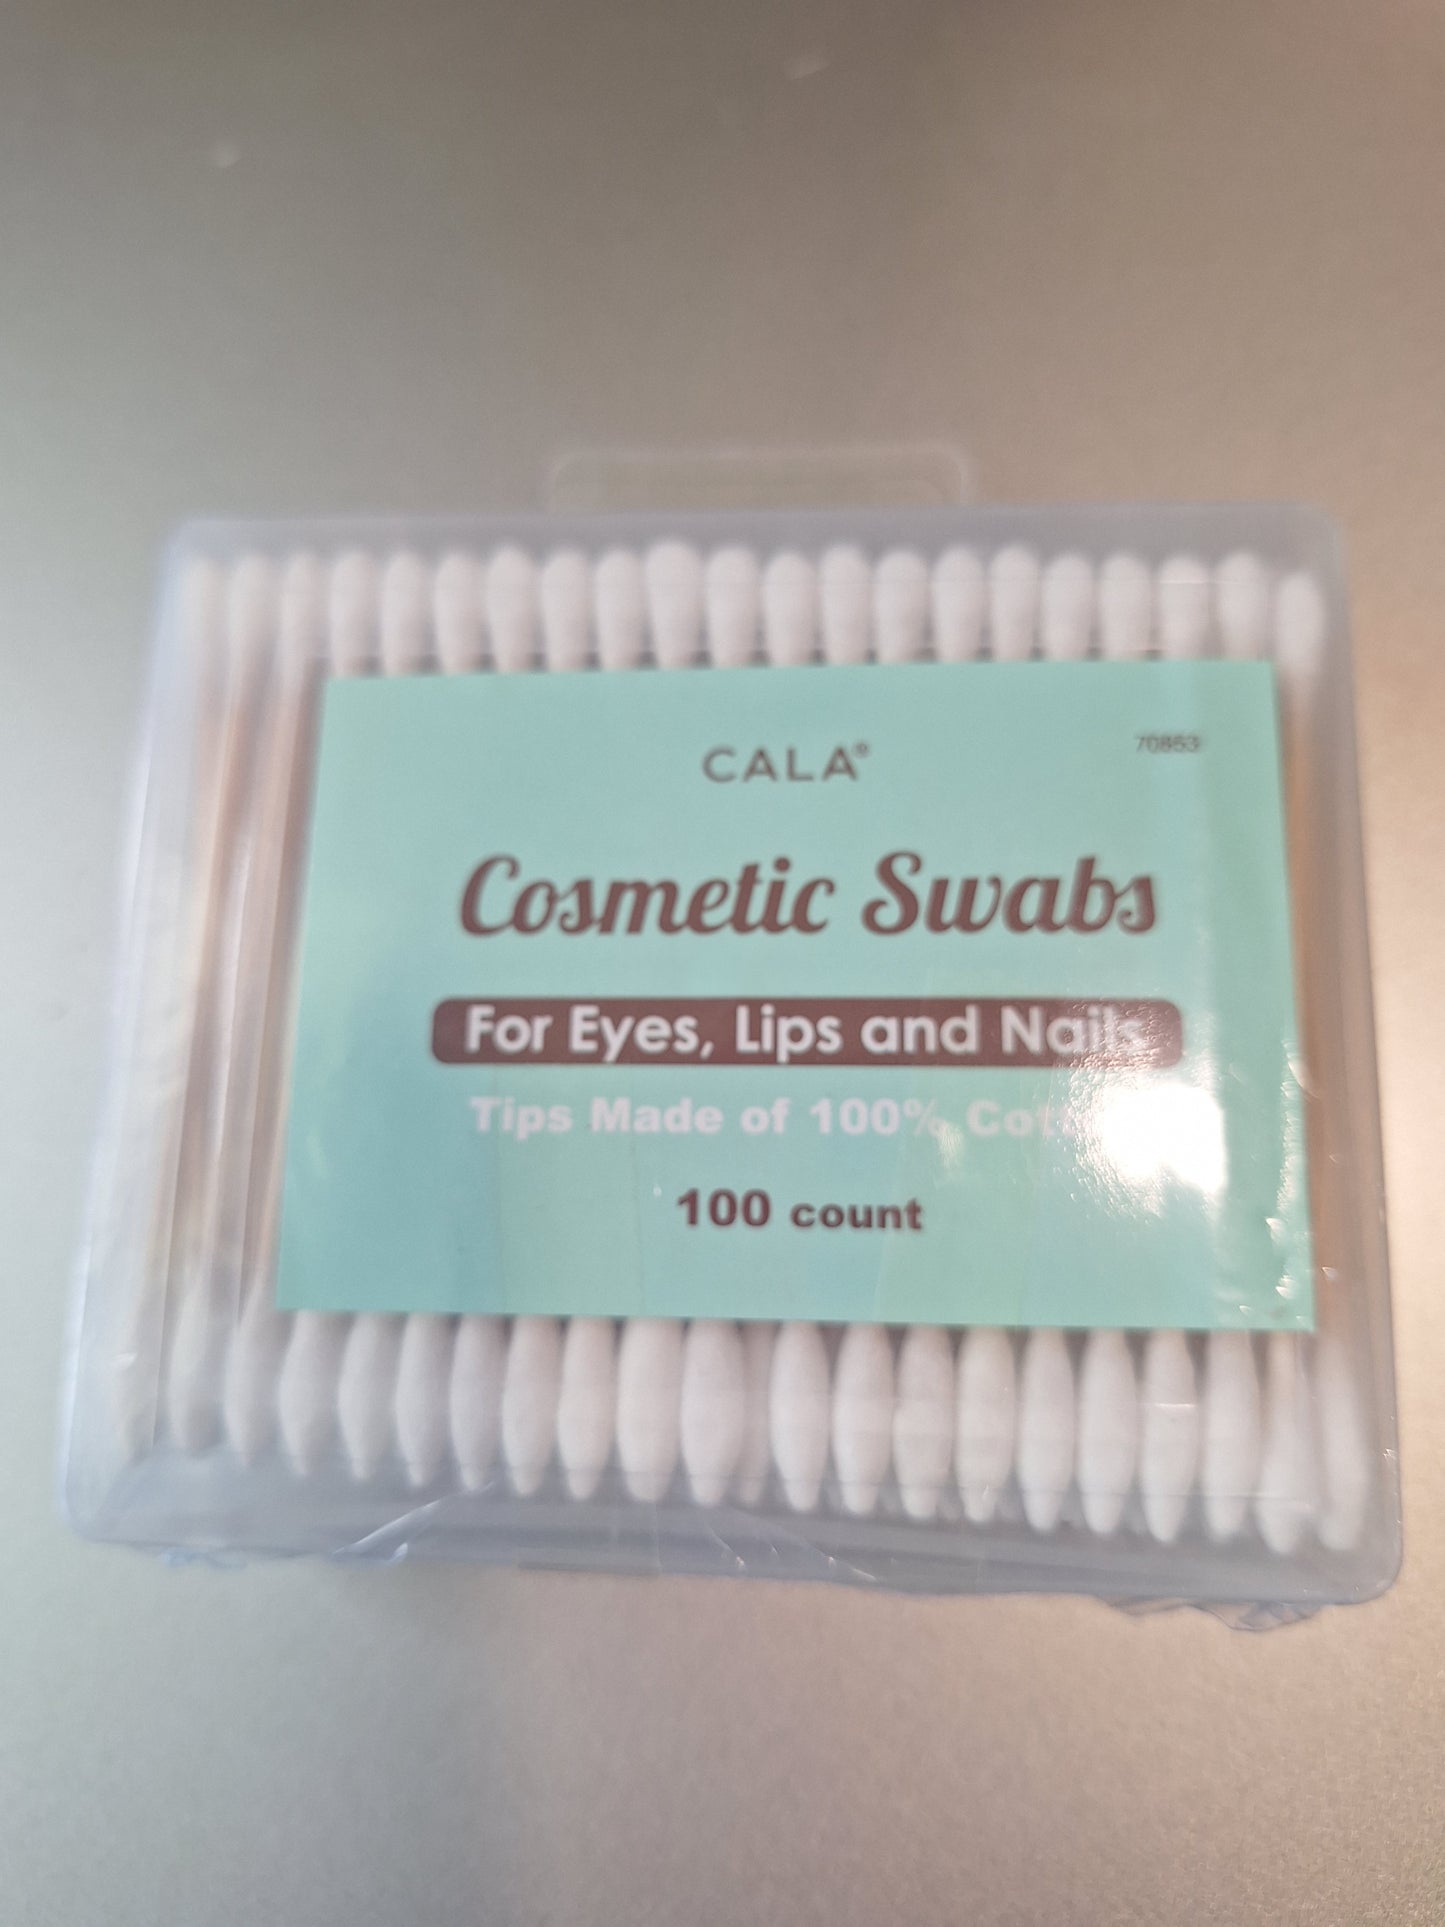 CALA®
70853
Cosmetic Swabs
For Eyes, Lips and Nails
Tips Made of 100%
100 count